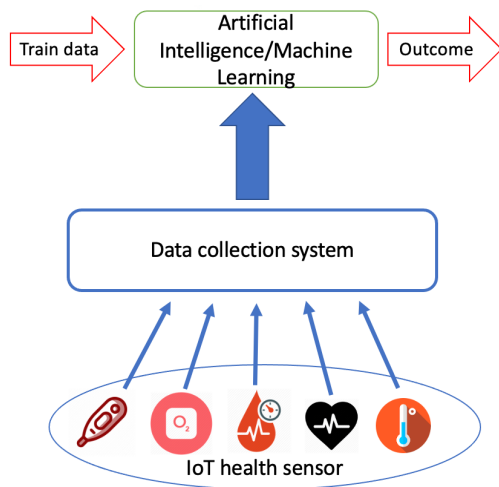 Train data
Artificial
Intelligence/Machine
Learning
Outcome
Data collection system
O₂
IoT health sensor